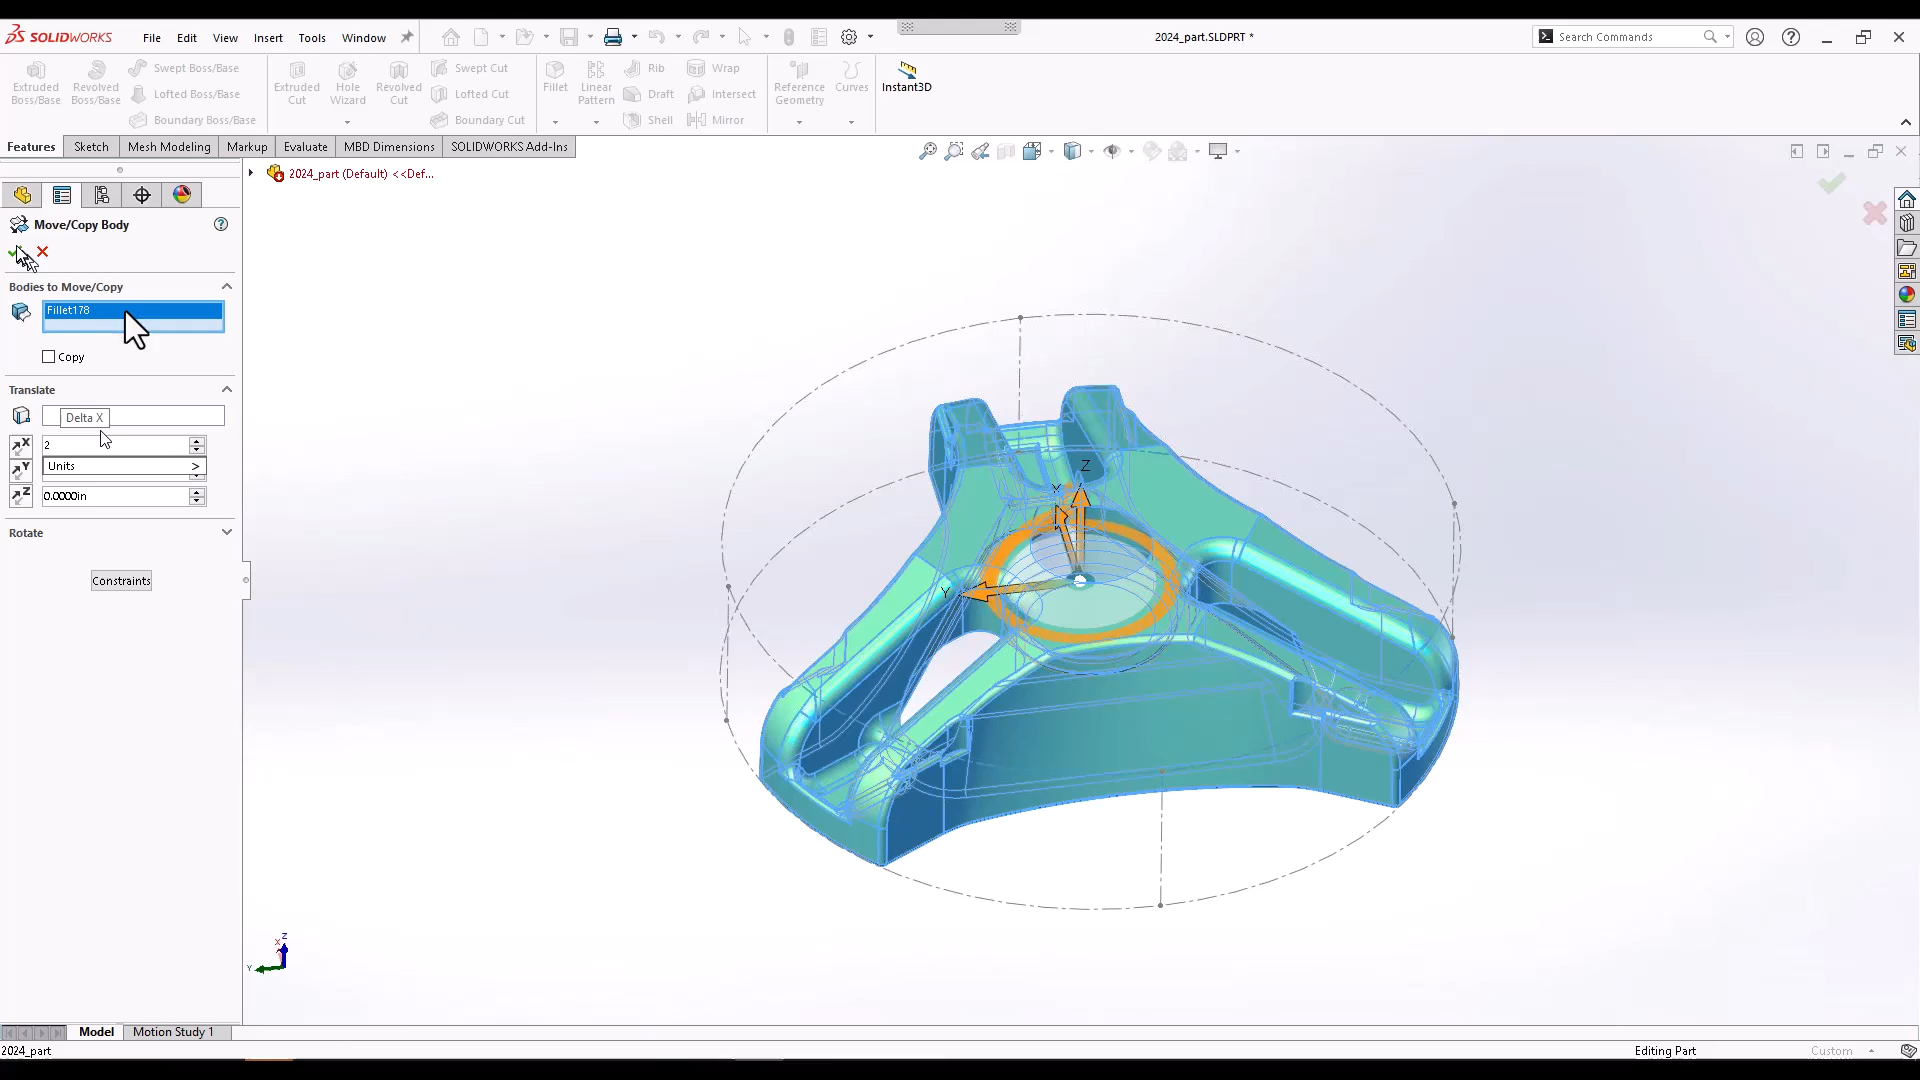 SOLIDWORKS File Edit View Insert Tools Window 2024_part.SLDPRT * Search Commands
Extruded Boss/Base
Revolved Boss/Base
Swept Boss/Base
Lofted Boss/Base
Boundary Boss/Base
Extruded Cut
Hole Wizard
Revolved Cut
Swept Cut
Lofted Cut
Boundary Cut
Fillet
Linear Pattern
Rib
Draft
Shell
Wrap
Intersect
Mirror
Reference Geometry
Curves
Instant3D
Features Sketch Mesh Modeling Markup Evaluate MBD Dimensions SOLIDWORKS Add-Ins
2024_part (Default) <<Def...
Move/Copy Body
Bodies to Move/Copy
Fillet178
Copy
Translate
Delta X
X 2
Y Units >
Z 0.0000in
Rotate
Constraints
Z
X
Y
Z
X
Y
Model Motion Study 1
2024_part Editing Part Custom